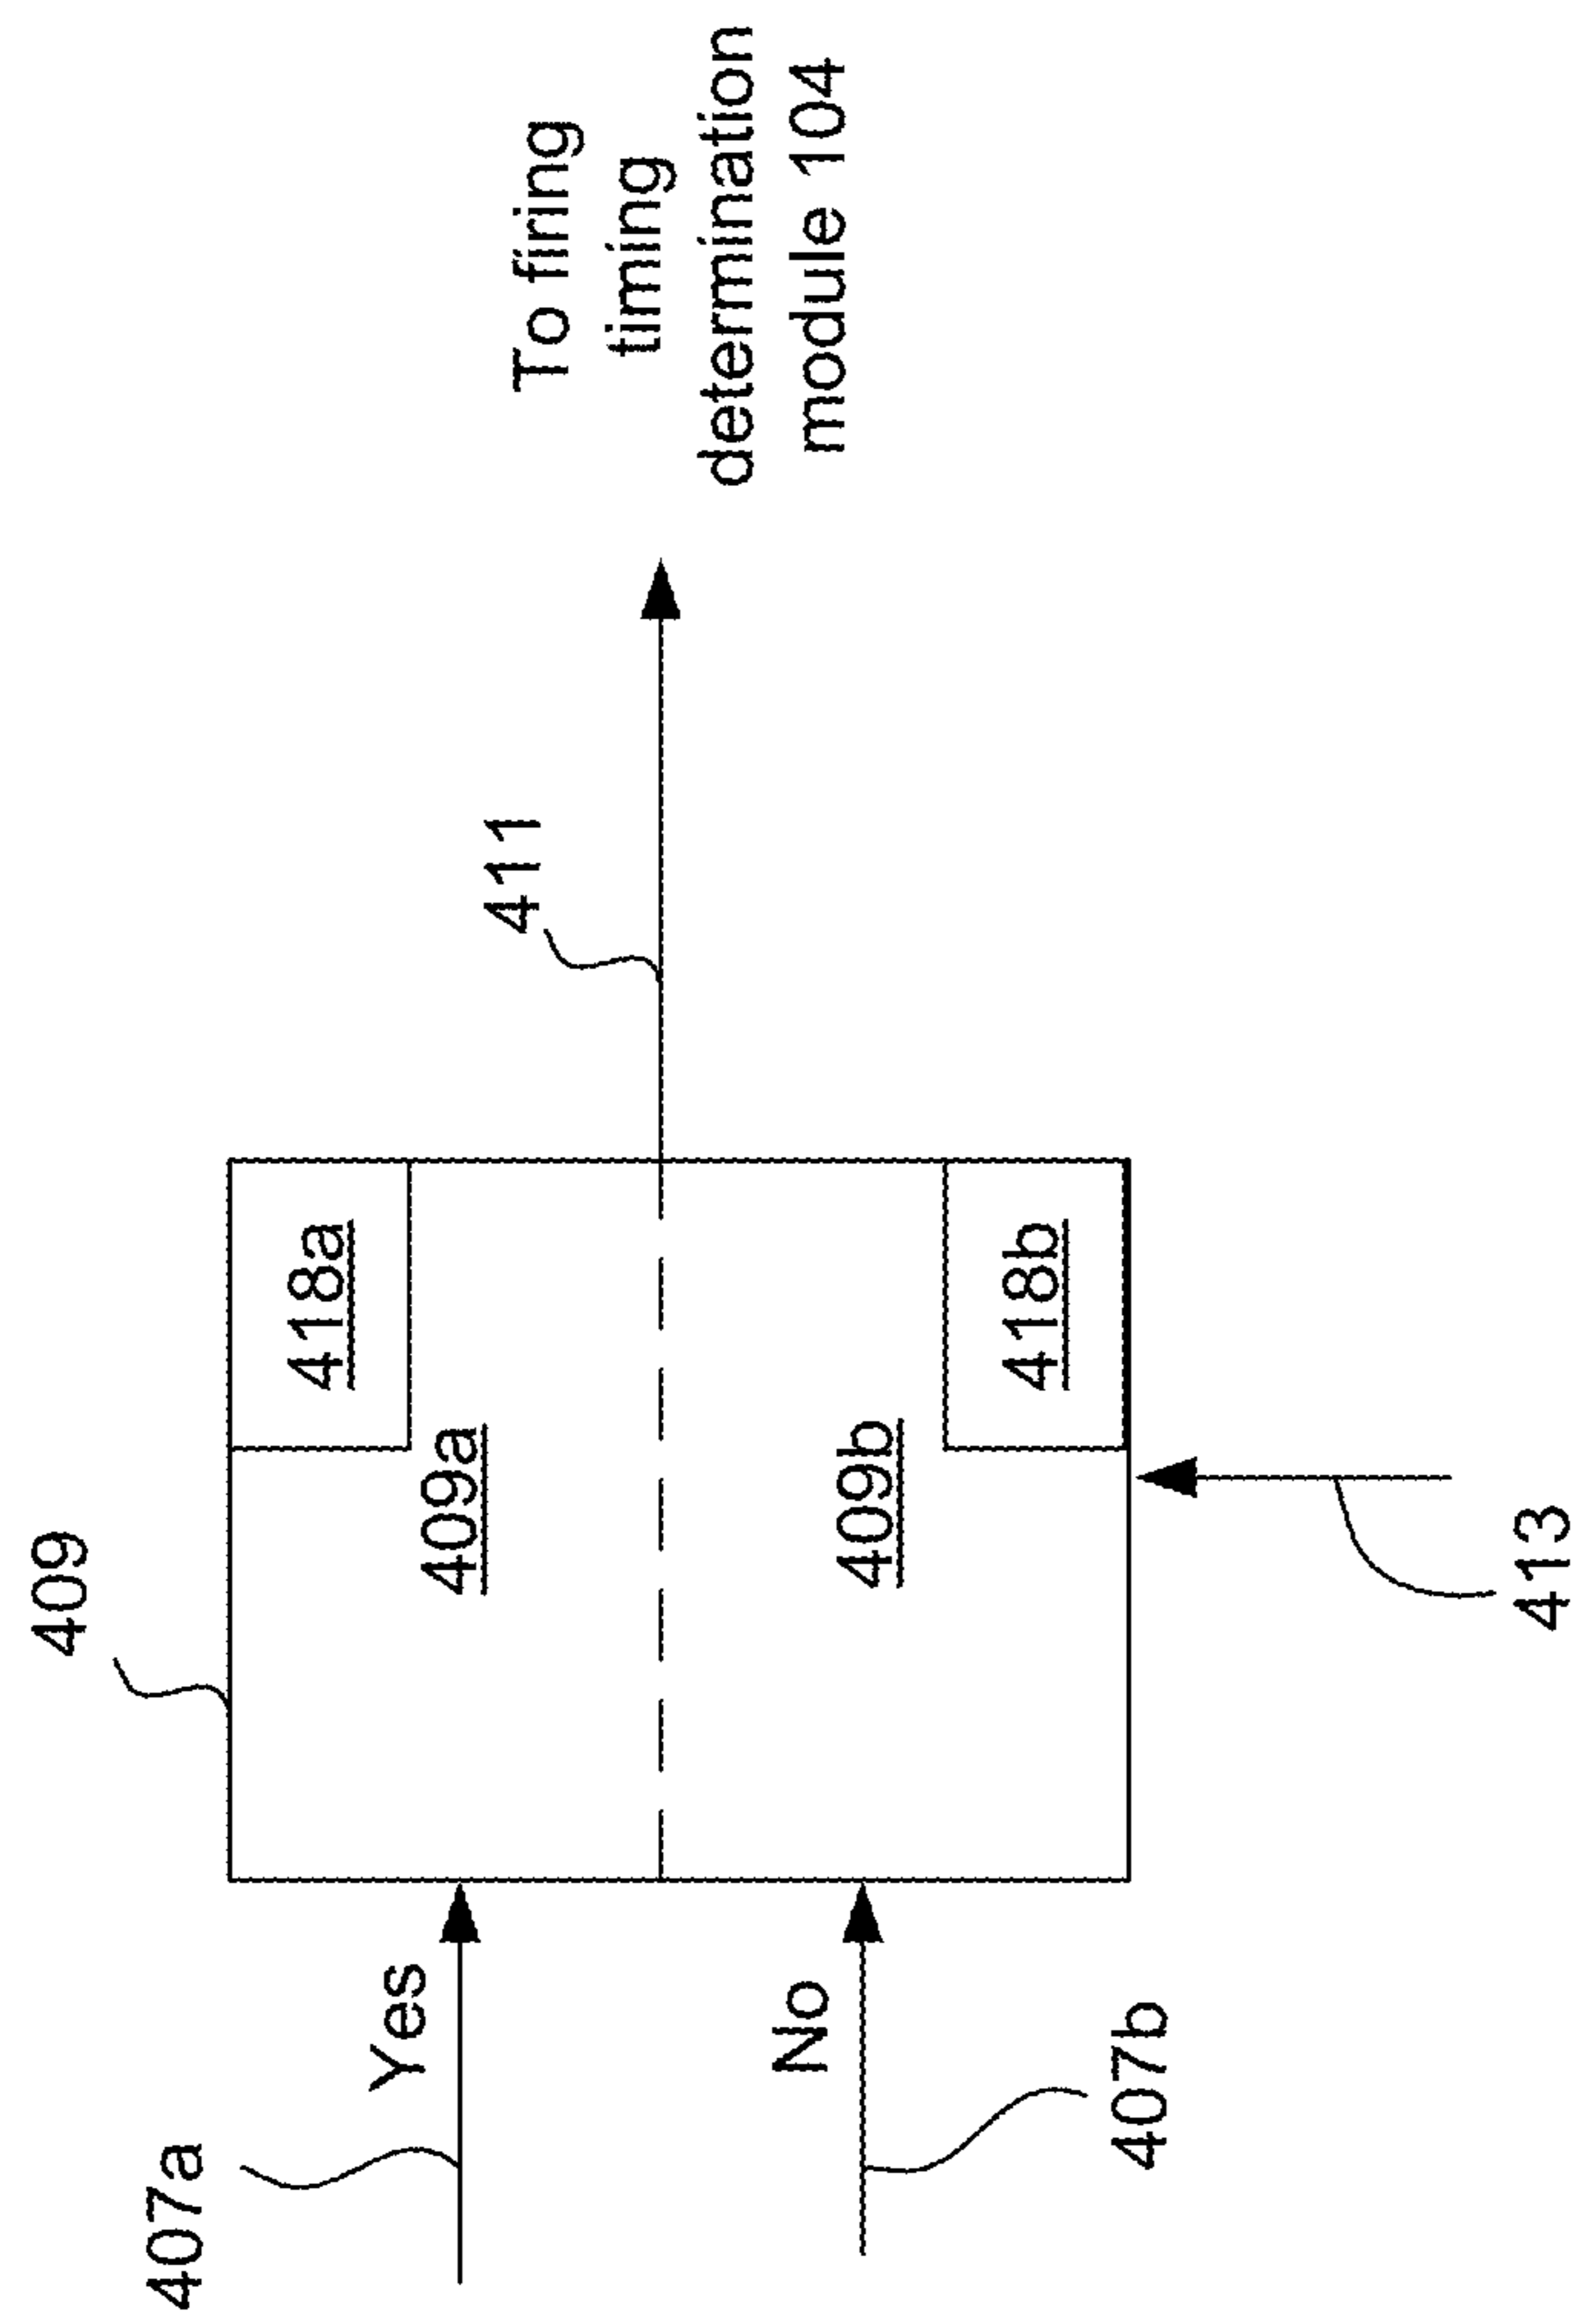 409
407a
Yes
409a
418a
411
To firing
timing
determination
module 104
No
409b
418b
407b
413